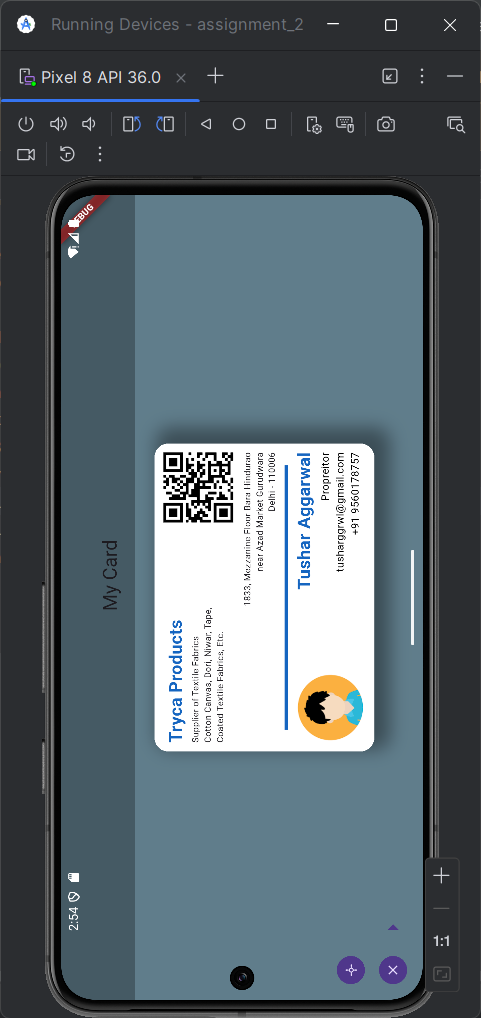 Running Devices - assignment_2
Pixel 8 API 36.0
DEBUG
2:54
My Card
Tryca Products
Supplier of Textile Fabrics
Cotton Canvas, Dori, Niwar, Tape,
Coated Textile Fabrics, Etc.
1833, Mezzanine Floor Bara Hindurao
near Azad Market Gurudwara
Delhi - 110006
Tushar Aggarwal
Propreitor
tusharggrwl@gmail.com
+91 9560178757
1:1